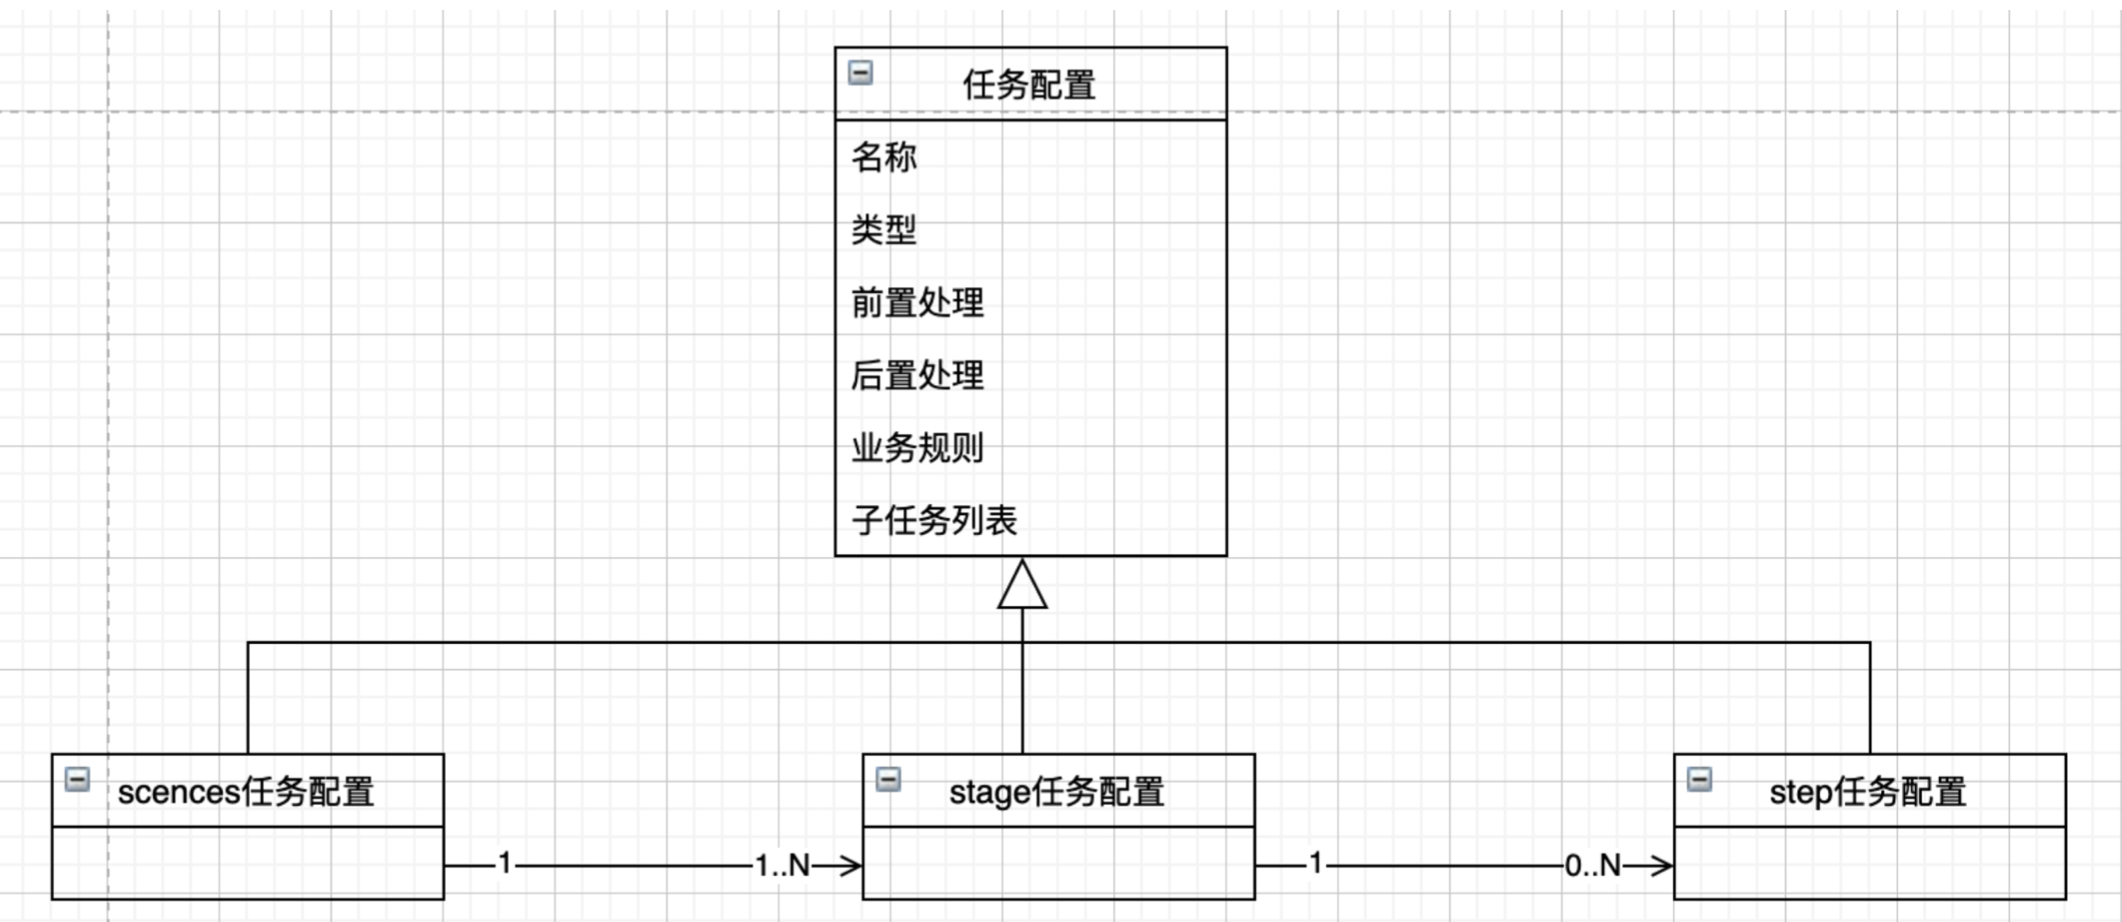 任务配置
名称
类型
前置处理
后置处理
业务规则
子任务列表
scences任务配置
stage任务配置
step任务配置
1
1..N
1
0..N